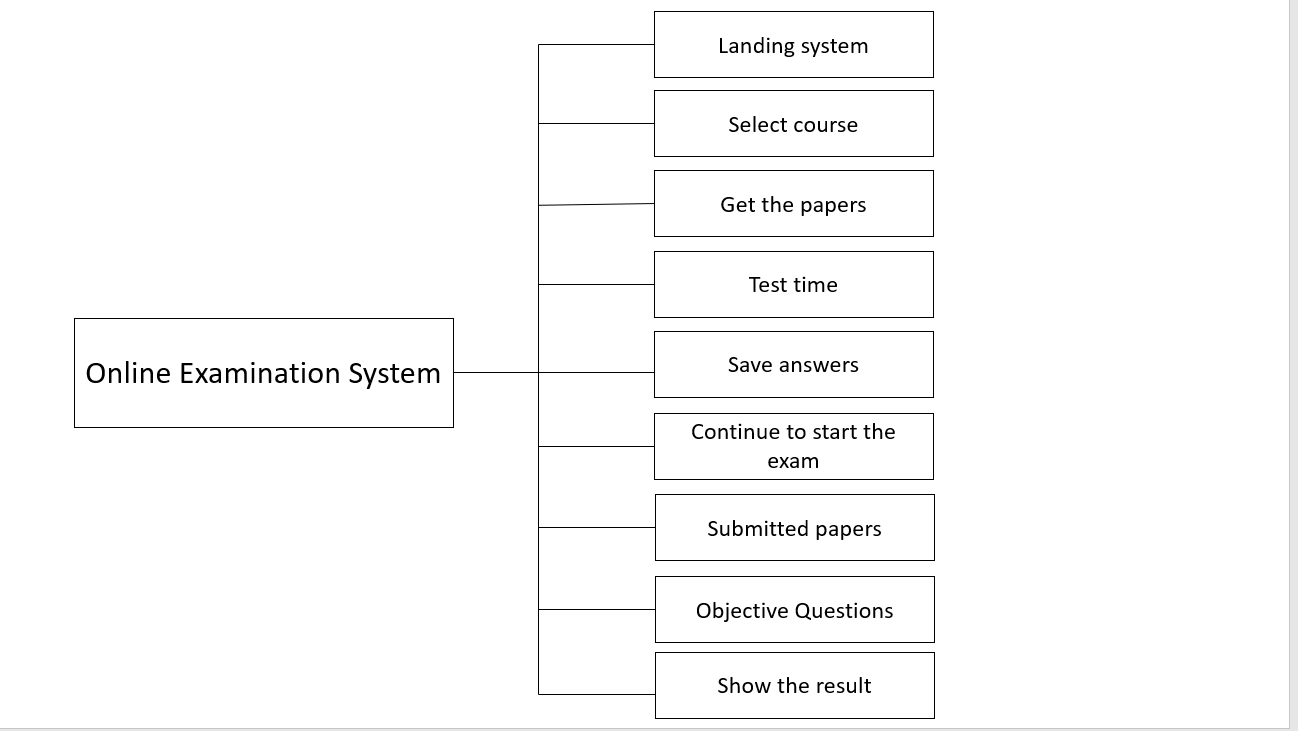 Landing system
Select course
Get the papers
Test time
Online Examination System
Save answers
Continue to start the
exam
Submitted papers
Objective Questions
Show the result